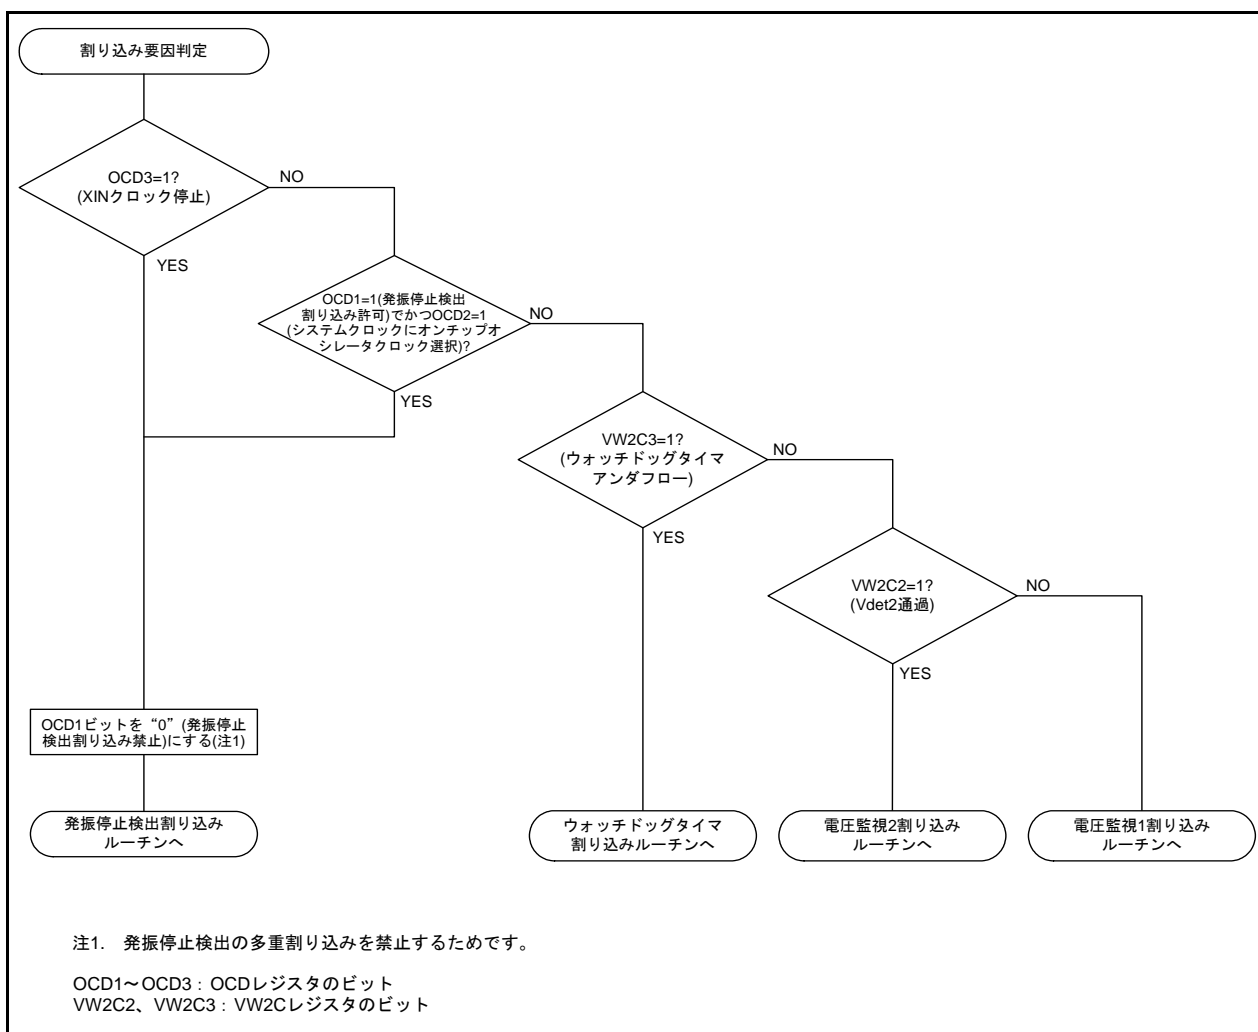 割り込み要因判定
OCD3=1?
(XINクロック停止)
NO
YES
OCD1=1(発振停止検出
割り込み許可)でかつOCD2=1
(システムクロックにオンチップオ
シレータクロック選択)?
NO
YES
VW2C3=1?
(ウォッチドッグタイマ
アンダフロー)
NO
YES
VW2C2=1?
(Vdet2通過)
NO
YES
OCD1ビットを“0”(発振停止
検出割り込み禁止)にする(注1)
発振停止検出割り込み
ルーチンへ
ウォッチドッグタイマ
割り込みルーチンへ
電圧監視2割り込み
ルーチンへ
電圧監視1割り込み
ルーチンへ
注1. 発振停止検出の多重割り込みを禁止するためです。
OCD1～OCD3：OCDレジスタのビット
VW2C2、VW2C3：VW2Cレジスタのビット